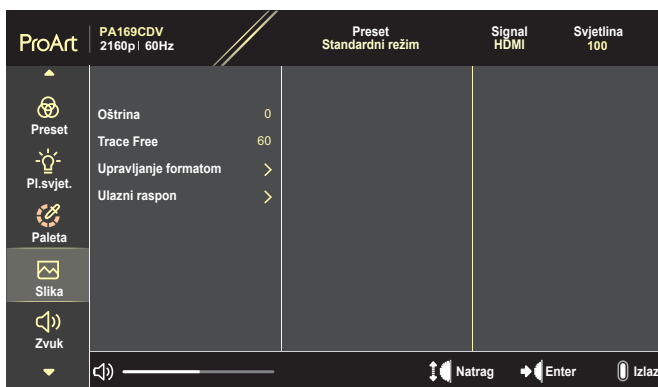 ProArt
PA169CDV
2160p | 60Hz
Preset
Standardni režim
Signal
HDMI
Svjetlina
100
Preset
Pl.svjet.
Paleta
Slika
Zvuk
Oštrina 0
Trace Free 60
Upravljanje formatom
Ulazni raspon
Natrag
Enter
Izlaz